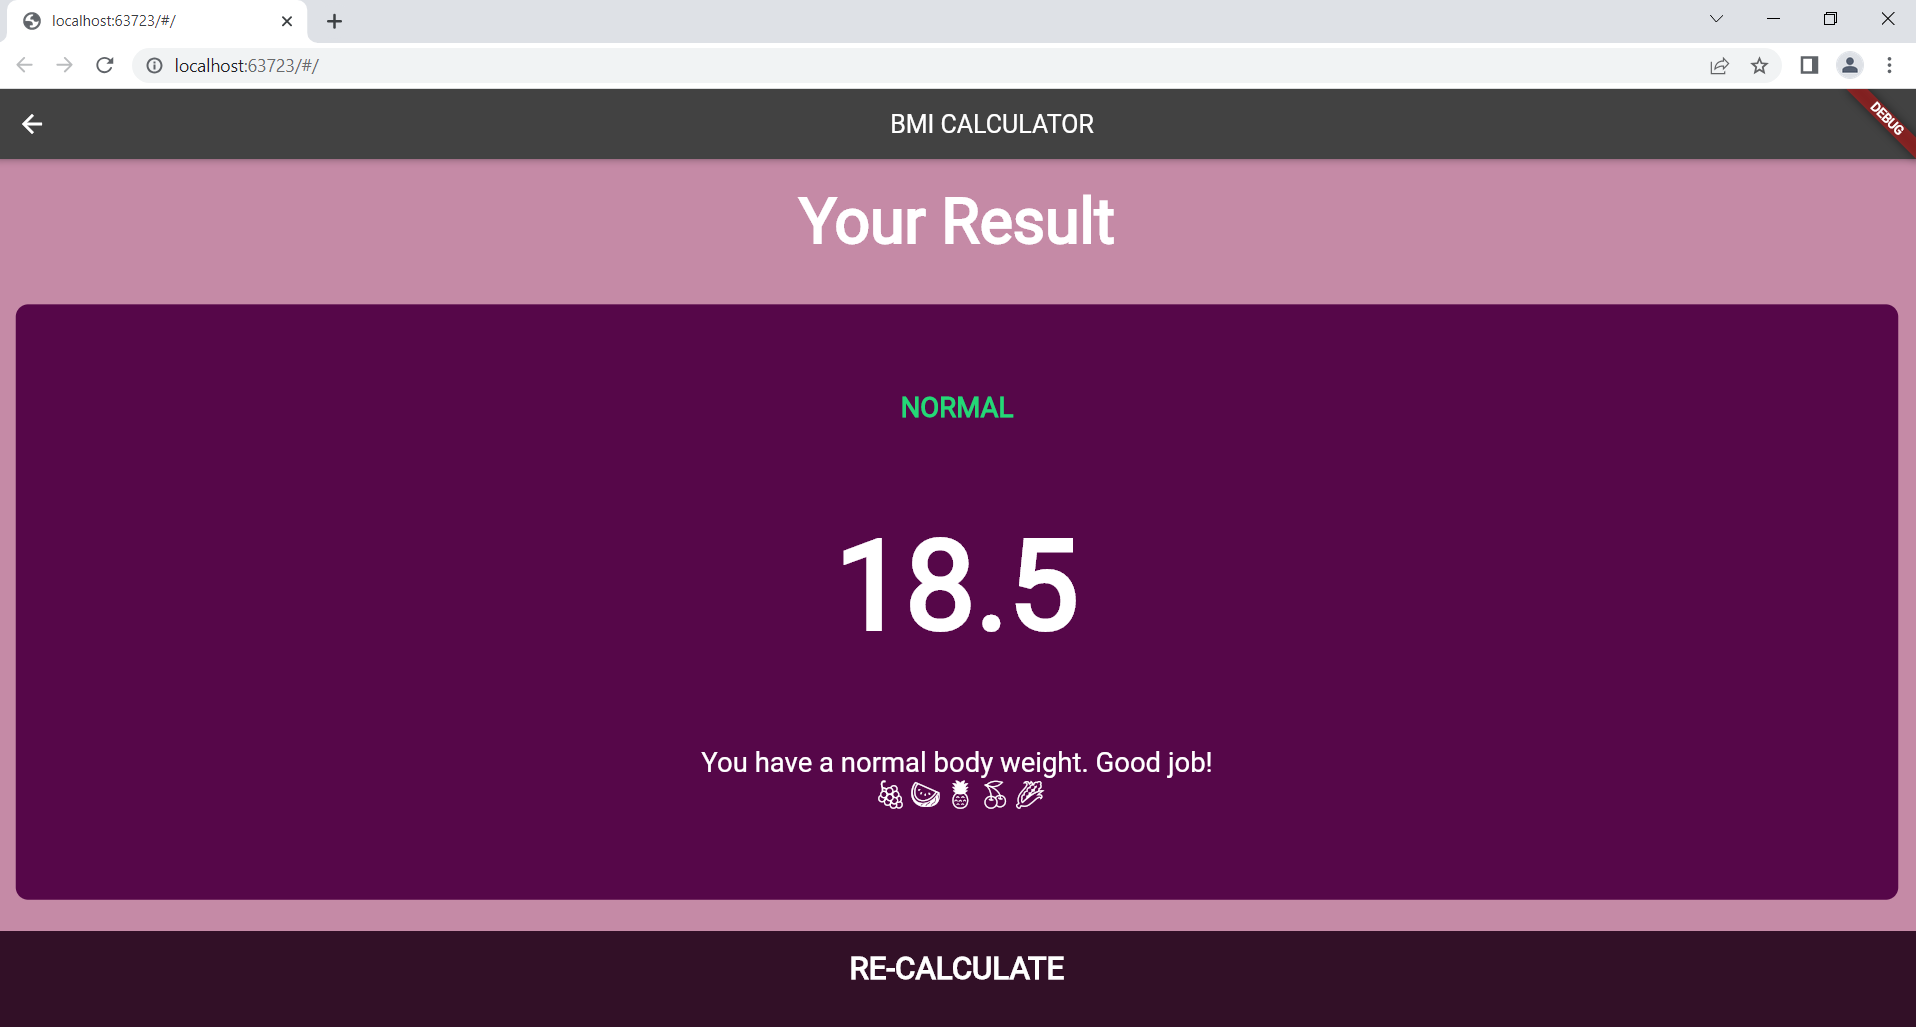 localhost:63723/#/
localhost:63723/#/
BMI CALCULATOR
DEBUG
Your Result
NORMAL
18.5
You have a normal body weight. Good job!
🍇🍉🍍🍒🌽
RE-CALCULATE